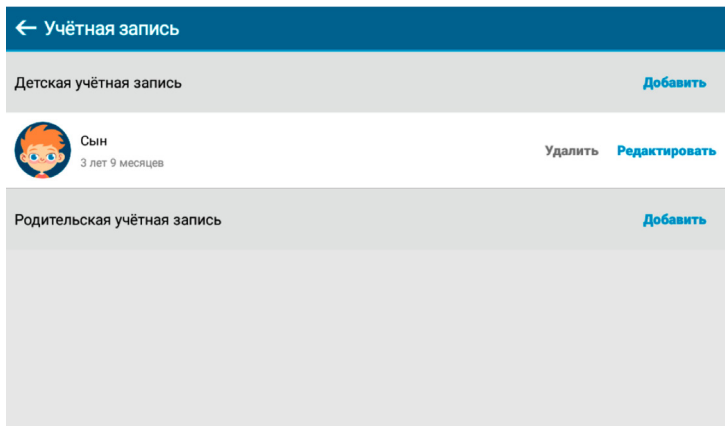 Учётная запись
Детская учётная запись Добавить
Сын
3 лет 9 месяцев
Удалить Редактировать
Родительская учётная запись Добавить